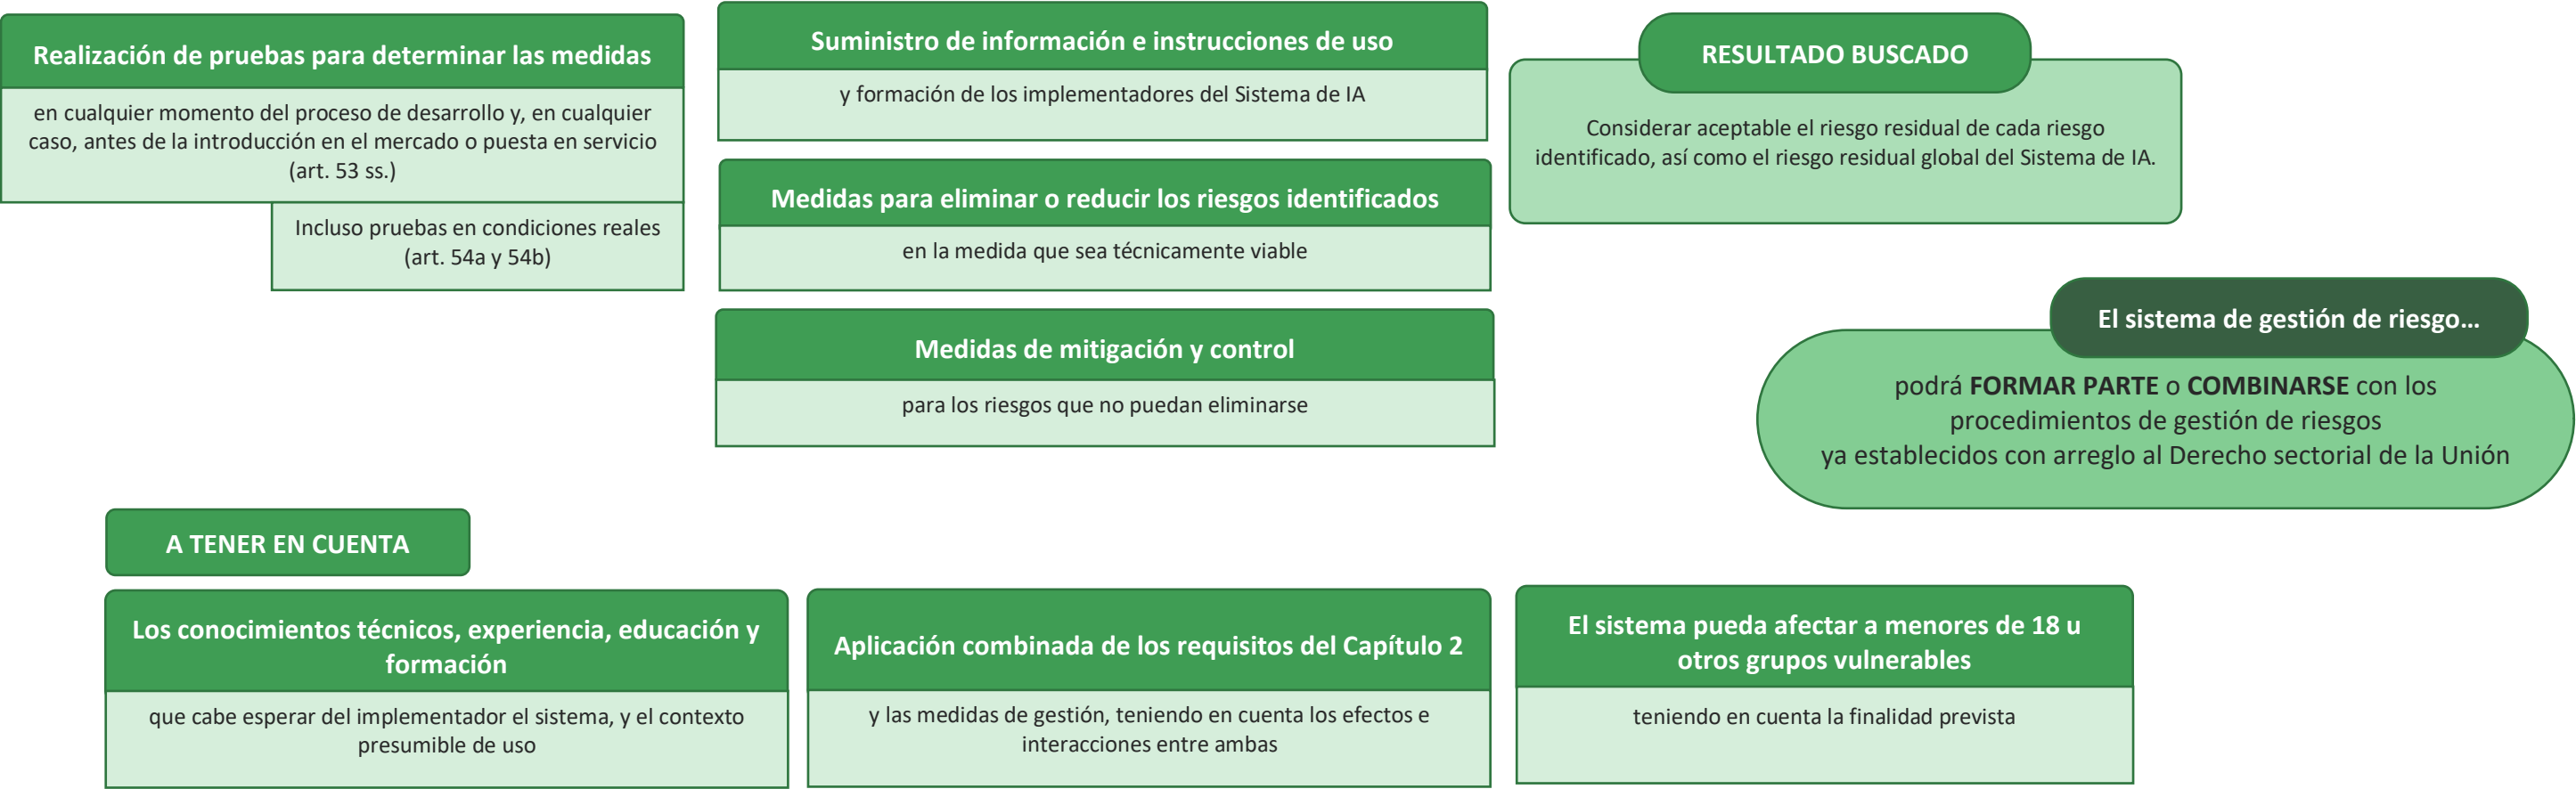 Realización de pruebas para determinar las medidas
en cualquier momento del proceso de desarrollo y, en cualquier
caso, antes de la introducción en el mercado o puesta en servicio
(art. 53 ss.)
Incluso pruebas en condiciones reales
(art. 54a y 54b)
Suministro de información e instrucciones de uso
y formación de los implementadores del Sistema de IA
Medidas para eliminar o reducir los riesgos identificados
en la medida que sea técnicamente viable
Medidas de mitigación y control
para los riesgos que no puedan eliminarse
RESULTADO BUSCADO
Considerar aceptable el riesgo residual de cada riesgo
identificado, así como el riesgo residual global del Sistema de IA.
El sistema de gestión de riesgo…
podrá FORMAR PARTE o COMBINARSE con los
procedimientos de gestión de riesgos
ya establecidos con arreglo al Derecho sectorial de la Unión
A TENER EN CUENTA
Los conocimientos técnicos, experiencia, educación y
formación
que cabe esperar del implementador el sistema, y el contexto
presumible de uso
Aplicación combinada de los requisitos del Capítulo 2
y las medidas de gestión, teniendo en cuenta los efectos e
interacciones entre ambas
El sistema pueda afectar a menores de 18 u
otros grupos vulnerables
teniendo en cuenta la finalidad prevista